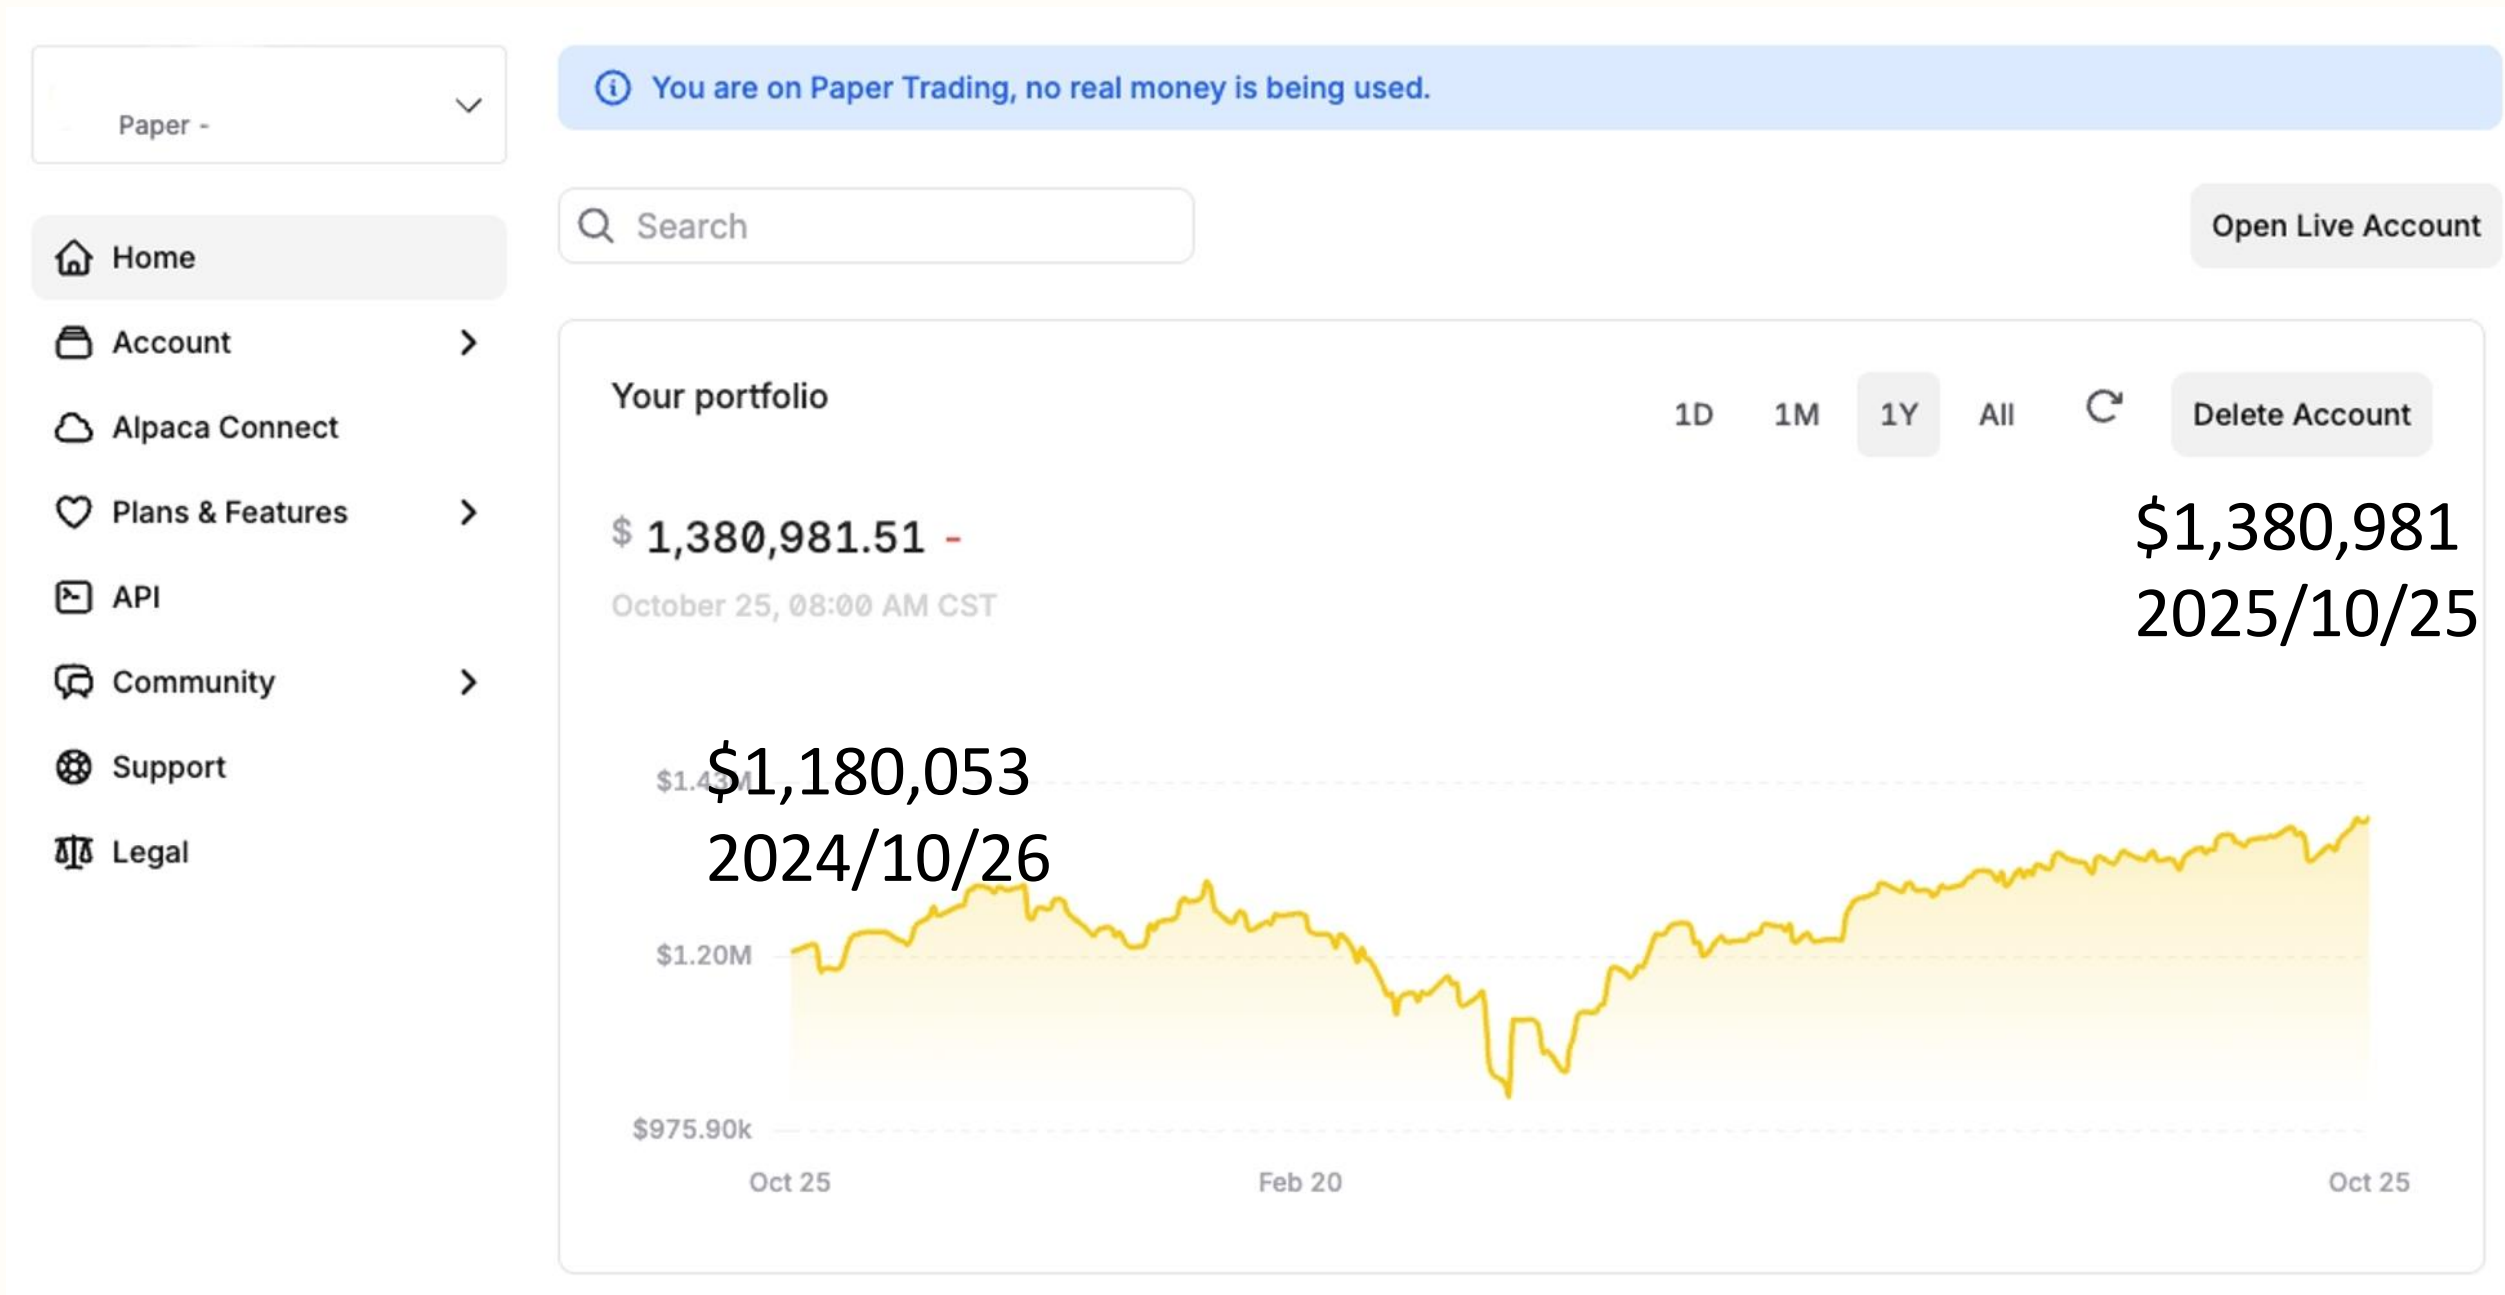 Paper -
Home
Account
Alpaca Connect
Plans & Features
API
Community
Support
Legal
You are on Paper Trading, no real money is being used.
Search
Open Live Account
Your portfolio
1D 1M 1Y All Delete Account
$ 1,380,981.51 -
October 25, 08:00 AM CST
$1,380,981
2025/10/25
$1,180,053
2024/10/26
$1.43M
$1.20M
$975.90k
Oct 25 Feb 20 Oct 25